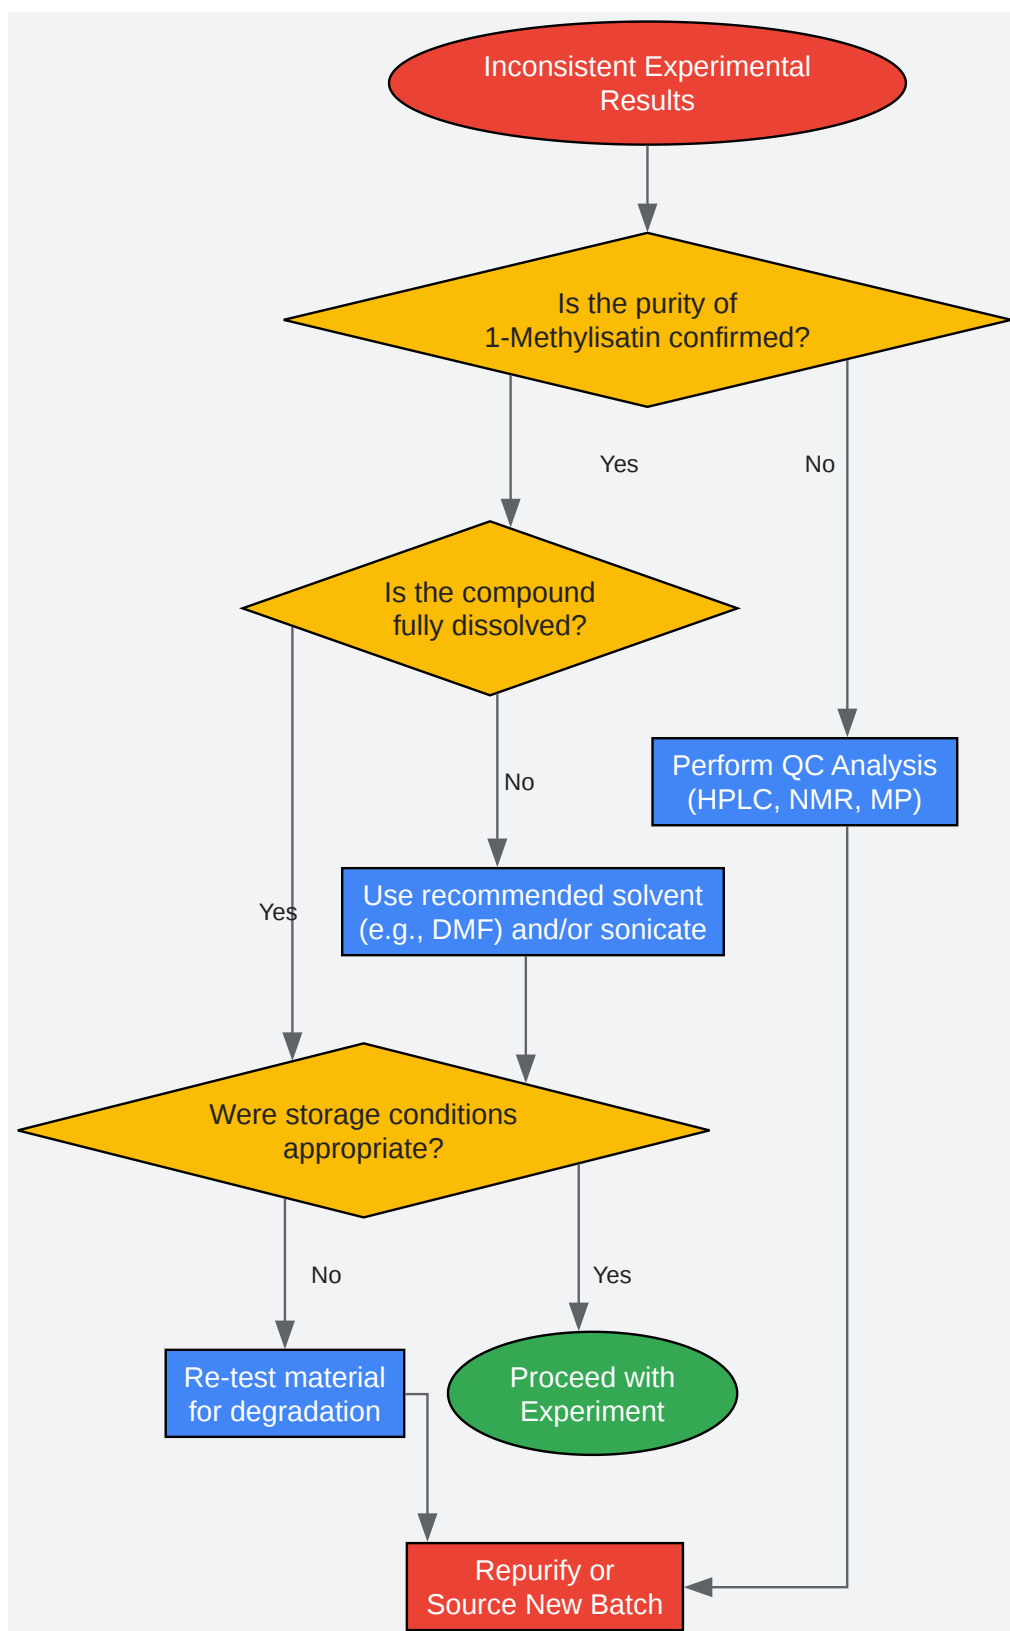 Inconsistent Experimental
Results
Is the purity of
1-Methylisatin confirmed?
Yes
No
Is the compound
fully dissolved?
No
Perform QC Analysis
(HPLC, NMR, MP)
Yes
Use recommended solvent
(e.g., DMF) and/or sonicate
Were storage conditions
appropriate?
No
Yes
Re-test material
for degradation
Proceed with
Experiment
Repurify or
Source New Batch